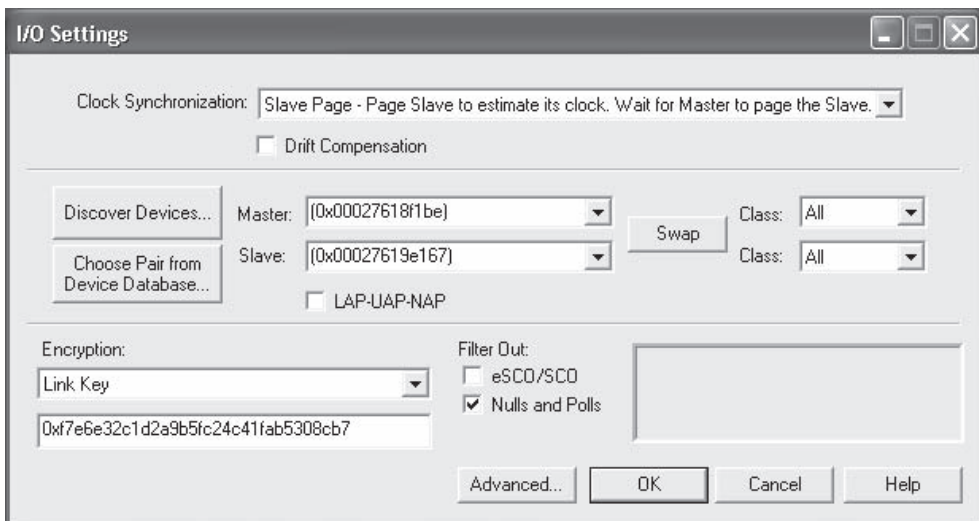 I/O Settings
Clock Synchronization: Slave Page - Page Slave to estimate its clock. Wait for Master to page the Slave.
Drift Compensation
Discover Devices...
Master: (0x00027618f1be)
Swap
Class: All
Choose Pair from
Device Database...
Slave: (0x00027619e167)
Class: All
LAP-UAP-NAP
Encryption:
Filter Out:
Link Key
eSCO/SCO
Nulls and Polls
0xf7e6e32c1d2a9b5fc24c41fab5308cb7
Advanced...
OK
Cancel
Help